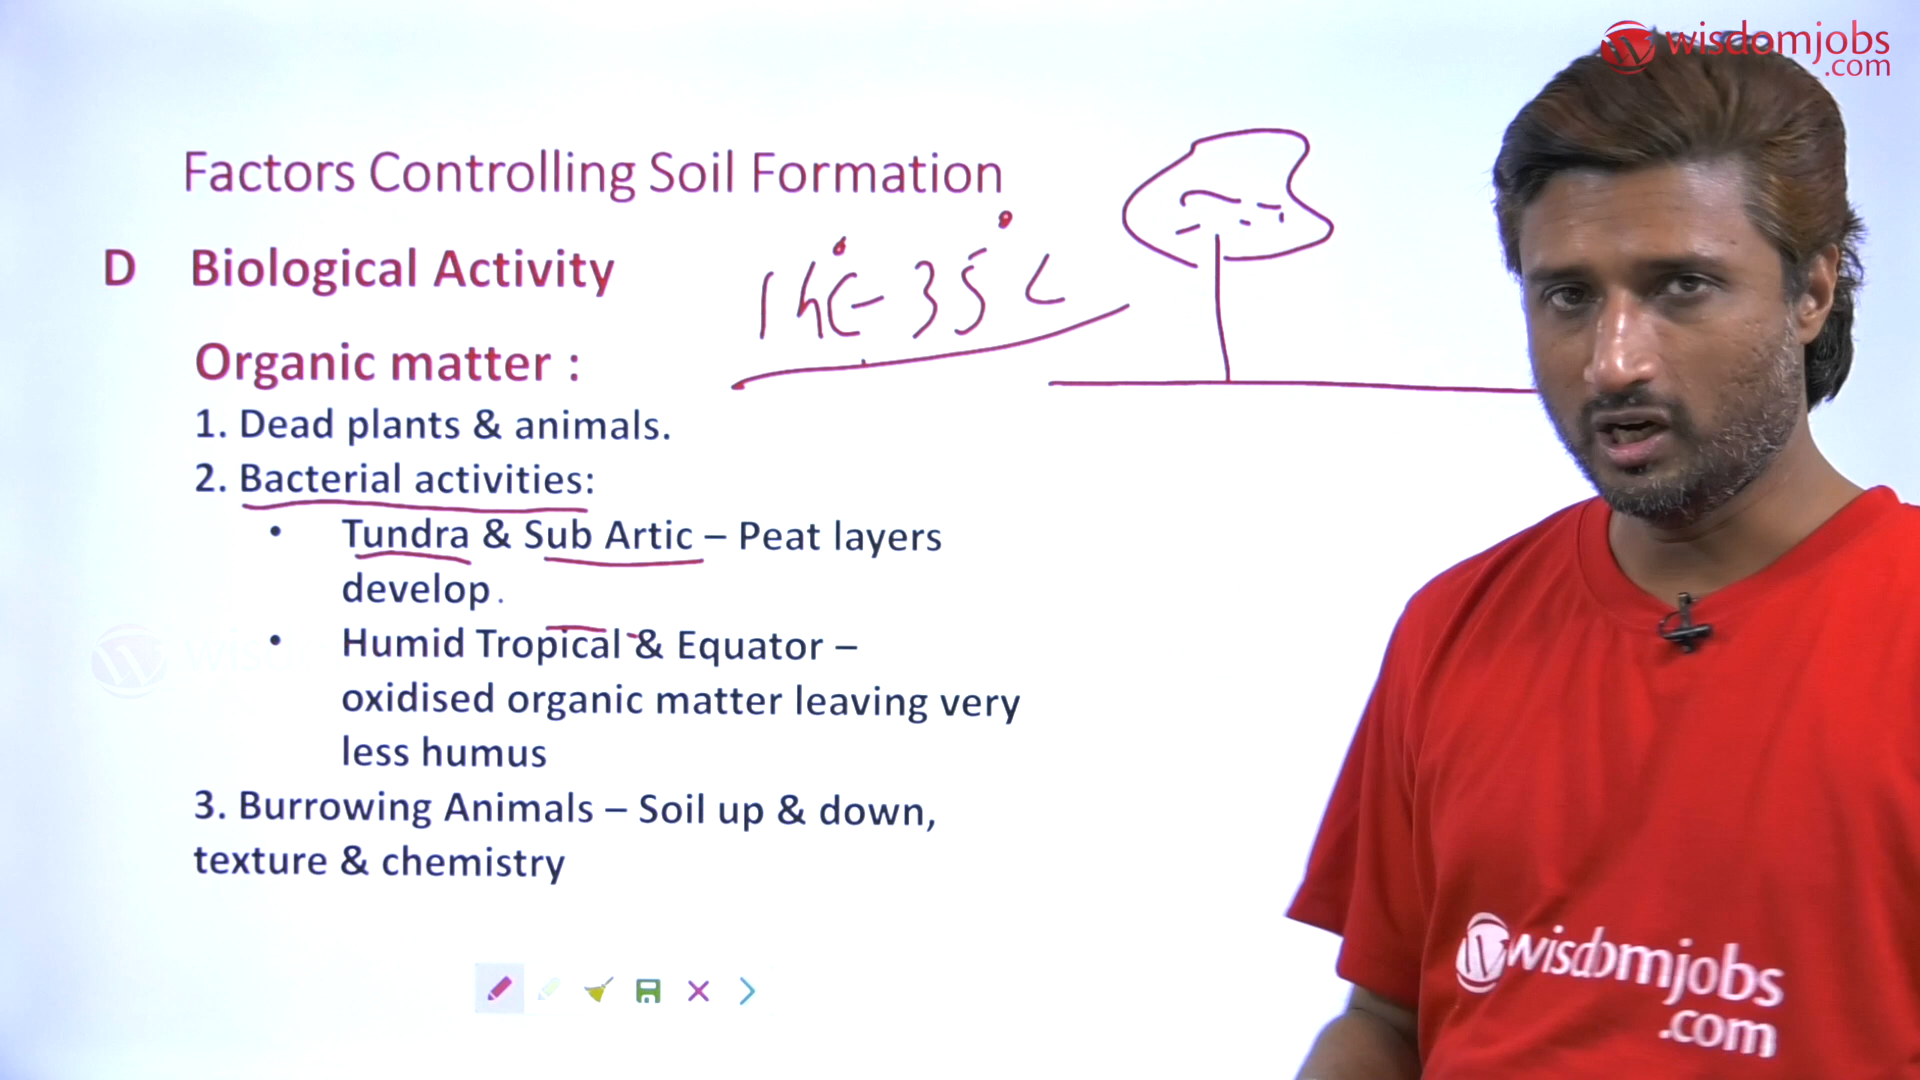 wisdomjobs
.com
Factors Controlling Soil Formation
D Biological Activity
35° C
Organic matter :
1. Dead plants & animals.
2. Bacterial activities:
• Tundra & Sub Artic – Peat layers
develop.
• Humid Tropical & Equator –
oxidised organic matter leaving very
less humus
3. Burrowing Animals – Soil up & down,
texture & chemistry
wisdomjobs
.com